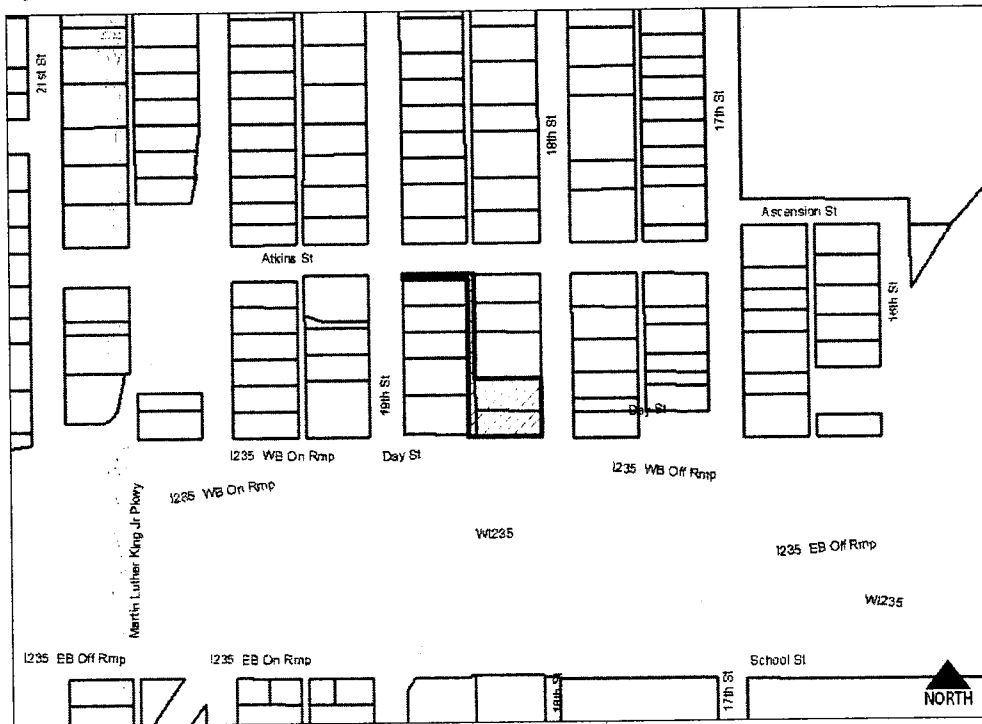 21st St
18th St
17th St
Ascension St
Atkins St
16th St
19th St
Day St
I235 WB On Rmp
Day St
I235 WB Off Rmp
I235 WB On Rmp
WI235
I235 EB Off Rmp
Martin Luther King Jr Pkwy
WI235
I235 EB Off Rmp
I235 EB On Rmp
School St
18th St
17th St
NORTH